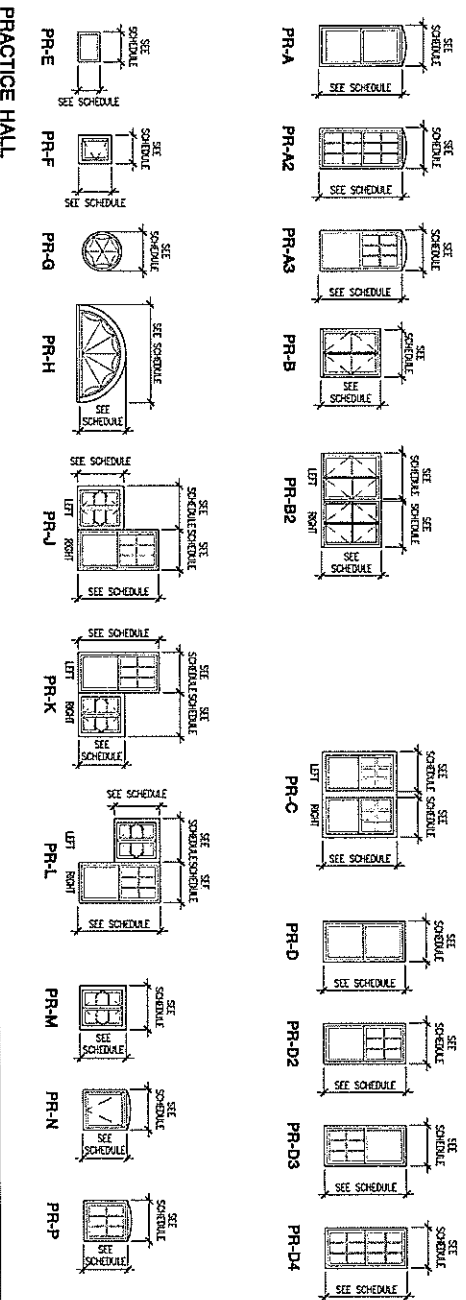 SEE
SCHEDULE
SEE SCHEDULE
PR-A
SEE
SCHEDULE
SEE SCHEDULE
PR-A2
SEE
SCHEDULE
SEE SCHEDULE
PR-A3
SEE
SCHEDULE
SEE
SCHEDULE
PR-B
SEE SEE
SCHEDULE SCHEDULE
SEE
SCHEDULE
LEFT RIGHT
PR-B2
SEE SEE
SCHEDULE SCHEDULE
SEE SCHEDULE
LEFT RIGHT
PR-C
SEE
SCHEDULE
SEE SCHEDULE
PR-D
SEE
SCHEDULE
SEE SCHEDULE
PR-D2
SEE
SCHEDULE
SEE SCHEDULE
PR-D3
SEE
SCHEDULE
SEE SCHEDULE
PR-D4
SEE
SCHEDULE
SEE SCHEDULE
PR-E
SEE
SCHEDULE
SEE SCHEDULE
PR-F
SEE
SCHEDULE
PR-G
SEE SCHEDULE
SEE
SCHEDULE
PR-H
SEE SCHEDULE
SEE SEE
SCHEDULE SCHEDULE
SEE SCHEDULE
LEFT RIGHT
PR-J
SEE SCHEDULE
SEE SEE
SCHEDULE SCHEDULE
SEE
SCHEDULE
LEFT RIGHT
PR-K
SEE SCHEDULE
SEE SEE
SCHEDULE SCHEDULE
SEE SCHEDULE
LEFT RIGHT
PR-L
SEE
SCHEDULE
SEE
SCHEDULE
PR-M
SEE
SCHEDULE
SEE
SCHEDULE
PR-N
SEE
SCHEDULE
SEE
SCHEDULE
PR-P
PRACTICE HALL